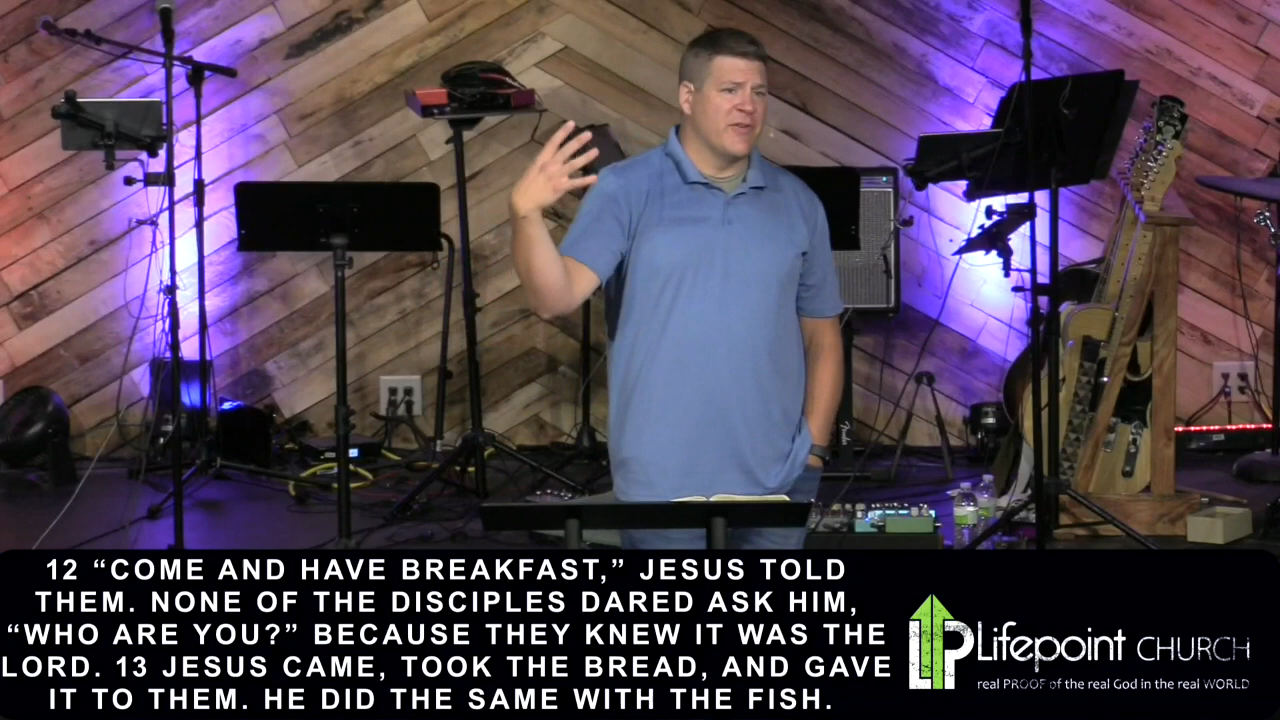 Fender
12 “COME AND HAVE BREAKFAST,” JESUS TOLD
THEM. NONE OF THE DISCIPLES DARED ASK HIM,
“WHO ARE YOU?” BECAUSE THEY KNEW IT WAS THE
LORD. 13 JESUS CAME, TOOK THE BREAD, AND GAVE
IT TO THEM. HE DID THE SAME WITH THE FISH.
LP Lifepoint CHURCH
real PROOF of the real God in the real WORLD